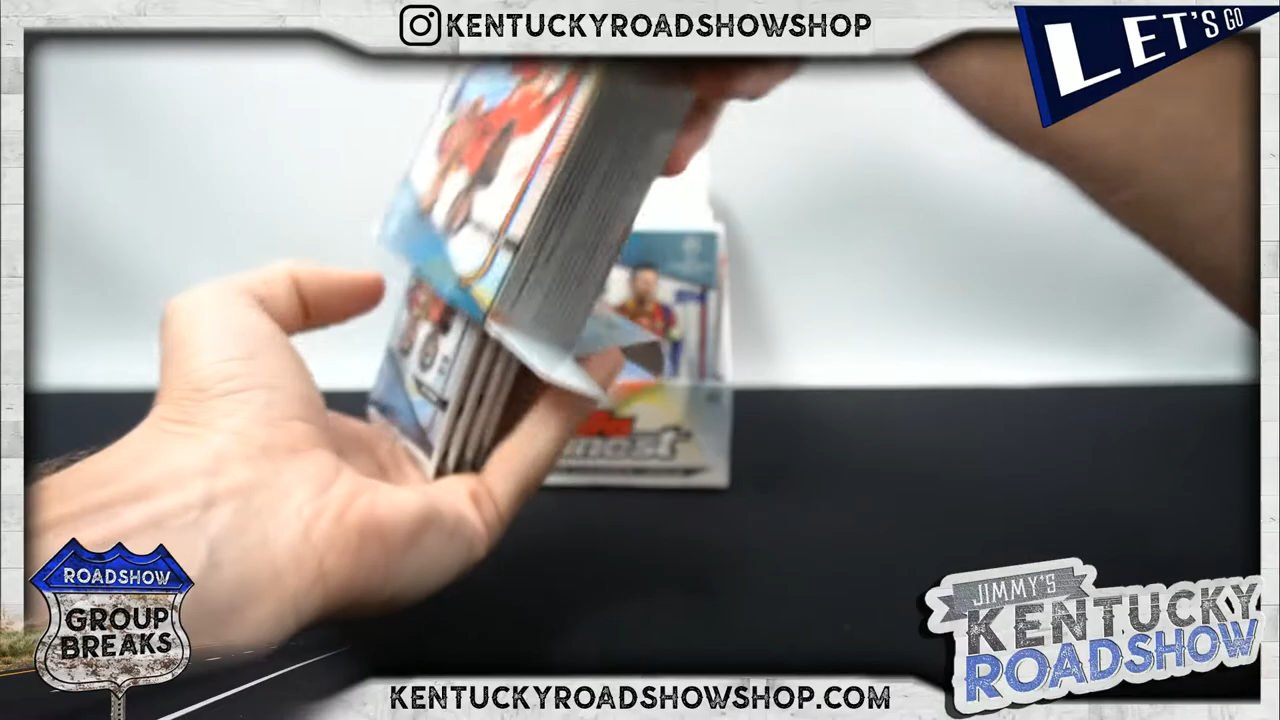 KENTUCKYROADSHOWSHOP
LET'S GO
ROADSHOW
GROUP
BREAKS
JIMMY'S
KENTUCKY
ROADSHOW
KENTUCKYROADSHOWSHOP.COM